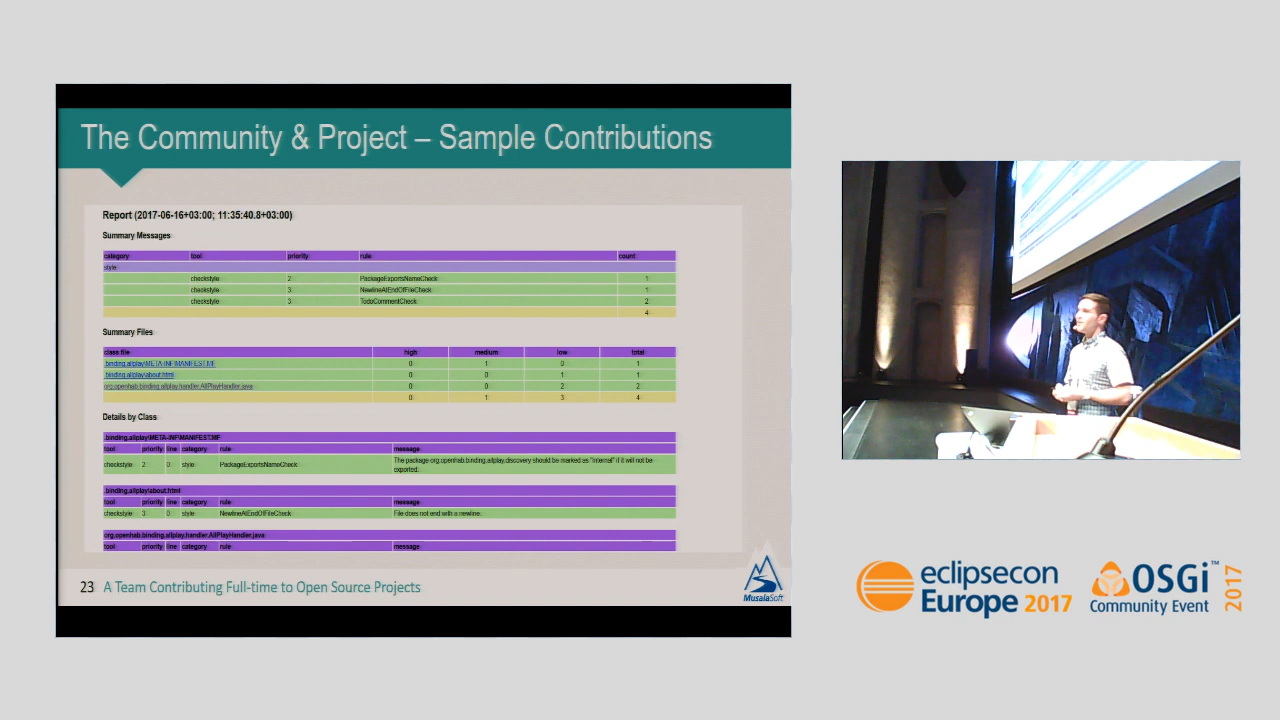 The Community & Project – Sample Contributions
Report (2017-06-16+03:00; 11:35:40.8+03:00)
Summary Messages
category tool priority rule count
style
checkstyle 2 PackageExportsNameCheck 1
checkstyle 3 NewlineAtEndOfFileCheck 1
checkstyle 3 TodoCommentCheck 2
4
Summary Files
class file high medium low total
.binding.allplay\META-INF\MANIFEST.MF 0 1 0 1
.binding.allplay\about.html 0 0 1 1
org.openhab.binding.allplay.handler.AllPlayHandler.java 0 0 2 2
0 1 3 4
Details by Class
.binding.allplay\META-INF\MANIFEST.MF
tool priority line category rule message
checkstyle 2 0 style PackageExportsNameCheck The package org.openhab.binding.allplay.discovery should be marked as "internal" if it will not be
exported.
.binding.allplay\about.html
tool priority line category rule message
checkstyle 3 0 style NewlineAtEndOfFileCheck File does not end with a newline.
org.openhab.binding.allplay.handler.AllPlayHandler.java
tool priority line category rule message
23 A Team Contributing Full-time to Open Source Projects
MusalaSoft
eclipsecon
Europe 2017
OSGi™
Community Event
2017